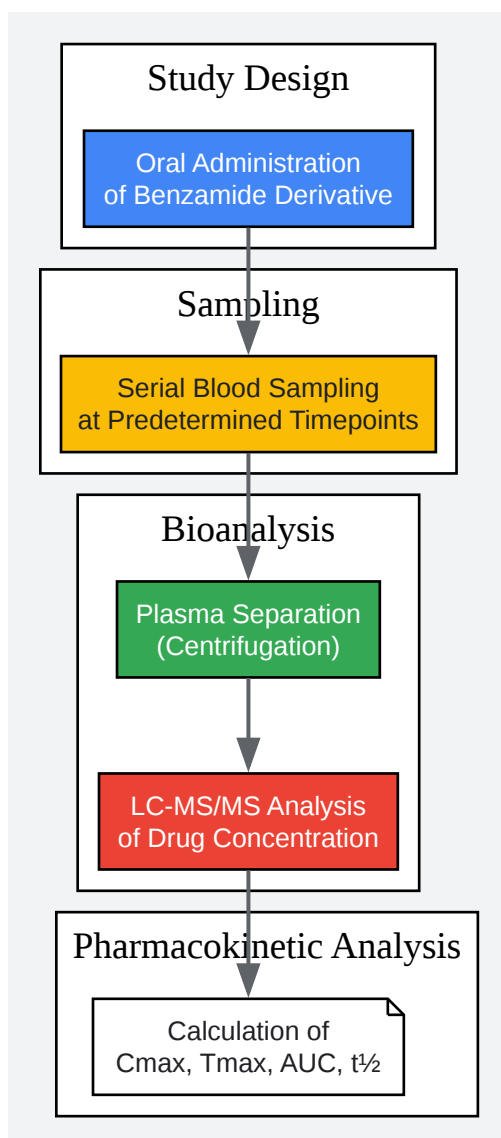 Study Design
Oral Administration
of Benzamide Derivative
Sampling
Serial Blood Sampling
at Predetermined Timepoints
Bioanalysis
Plasma Separation
(Centrifugation)
LC-MS/MS Analysis
of Drug Concentration
Pharmacokinetic Analysis
Calculation of
Cmax, Tmax, AUC, t½